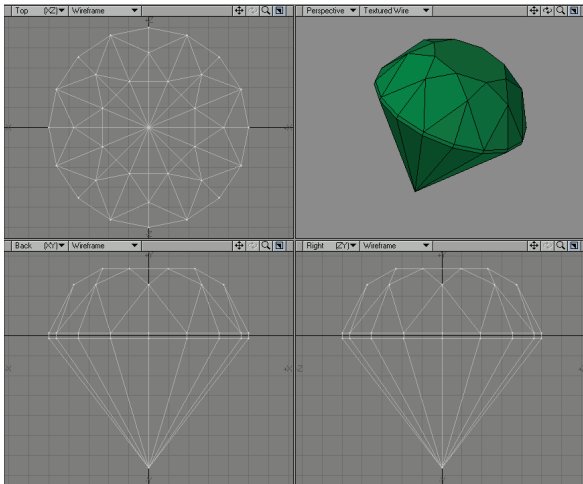 Top (XZ) Wireframe
Perspective Textured Wire
Back (XY) Wireframe
Right (ZY) Wireframe